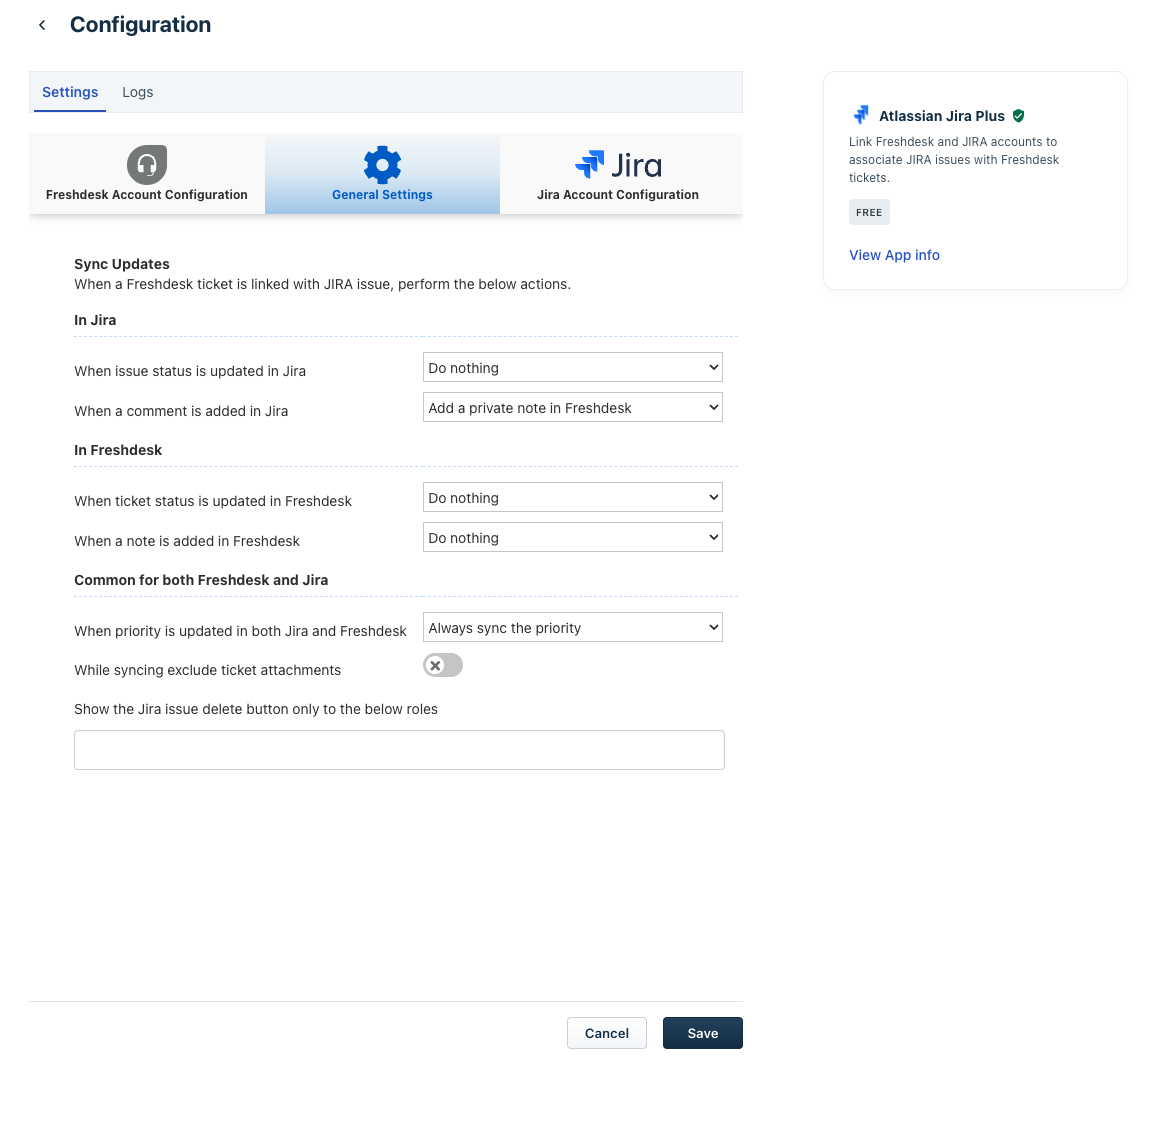 Configuration
Settings
Logs
Freshdesk Account Configuration
General Settings
Jira
Jira Account Configuration
Atlassian Jira Plus
Link Freshdesk and JIRA accounts to
associate JIRA issues with Freshdesk
tickets.
FREE
View App info
Sync Updates
When a Freshdesk ticket is linked with JIRA issue, perform the below actions.
In Jira
When issue status is updated in Jira
Do nothing
When a comment is added in Jira
Add a private note in Freshdesk
In Freshdesk
When ticket status is updated in Freshdesk
Do nothing
When a note is added in Freshdesk
Do nothing
Common for both Freshdesk and Jira
When priority is updated in both Jira and Freshdesk
Always sync the priority
While syncing exclude ticket attachments
Show the Jira issue delete button only to the below roles
Cancel
Save